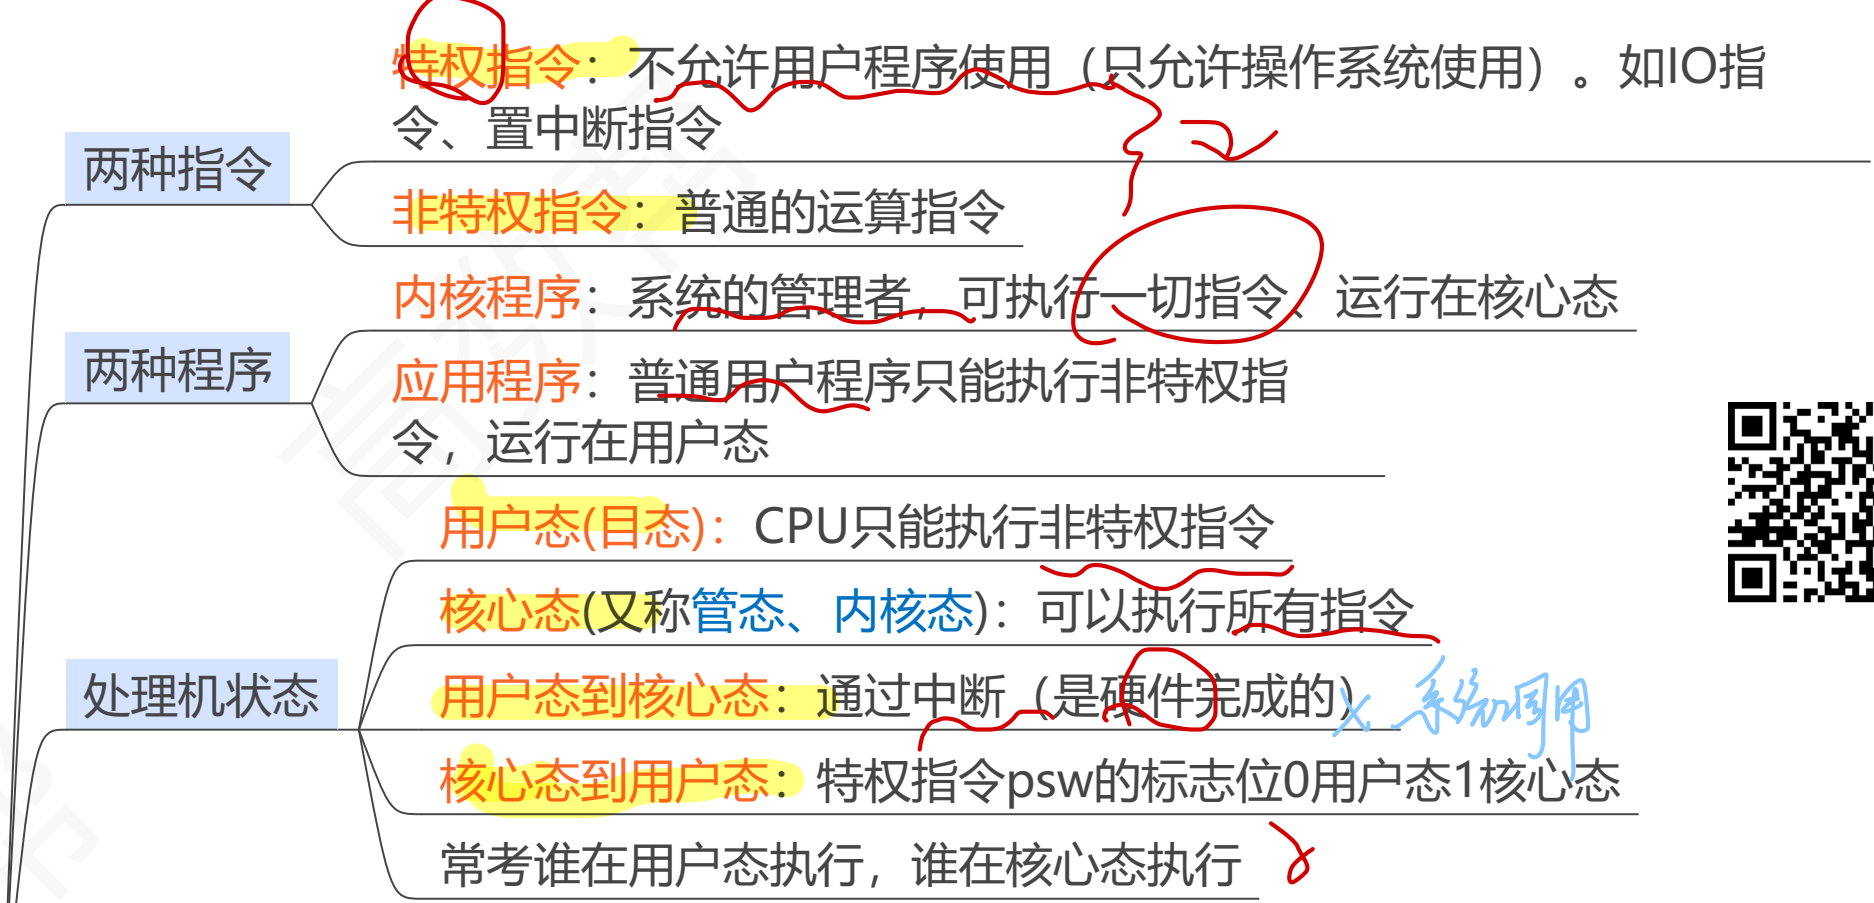 特权指令：不允许用户程序使用（只允许操作系统使用）。如IO指
令、置中断指令
两种指令
非特权指令：普通的运算指令
内核程序：系统的管理者，可执行一切指令、运行在核心态
两种程序
应用程序：普通用户程序只能执行非特权指
令，运行在用户态
用户态(目态)：CPU只能执行非特权指令
核心态(又称管态、内核态)：可以执行所有指令
处理机状态
用户态到核心态：通过中断（是硬件完成的）
系统调用
核心态到用户态：特权指令psw的标志位0用户态1核心态
常考谁在用户态执行，谁在核心态执行